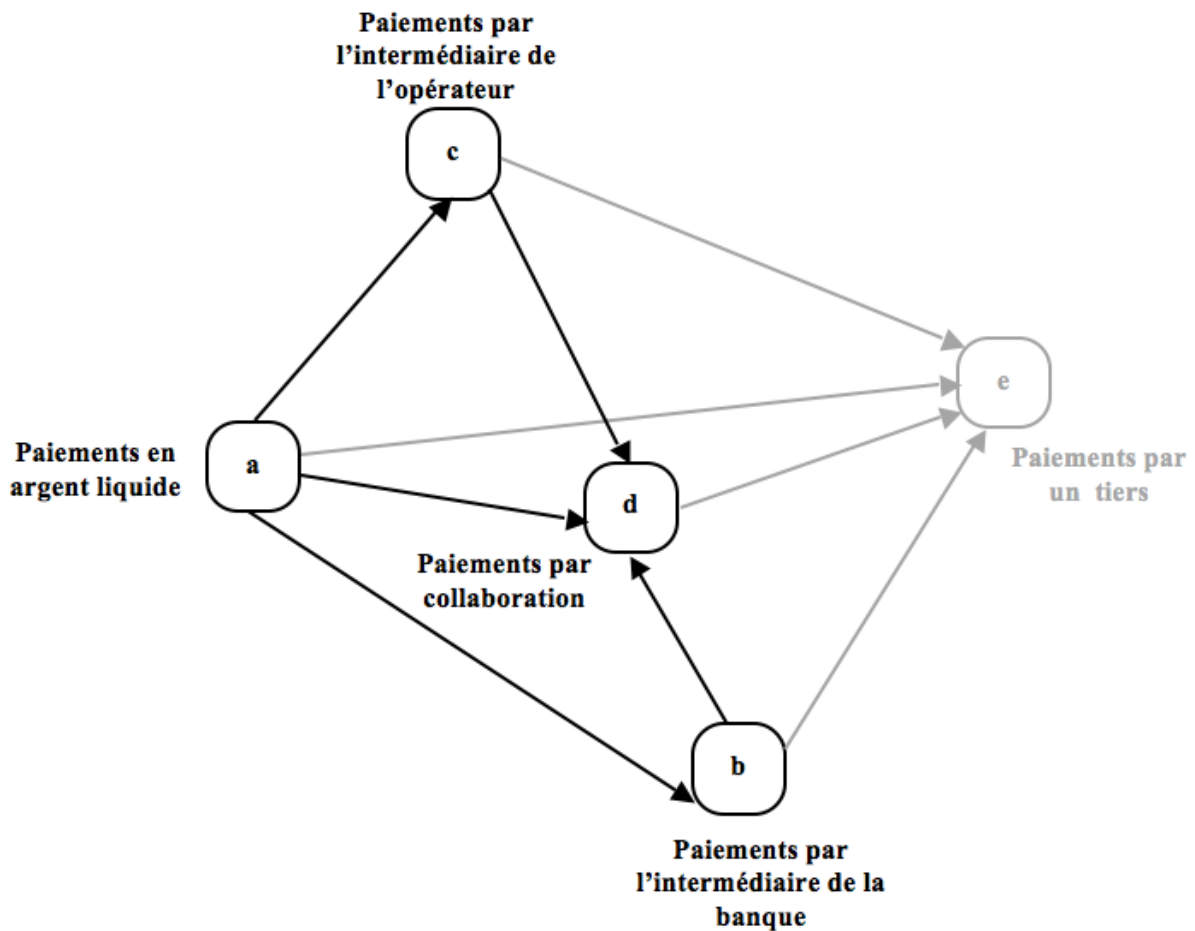 Paiements par
l’intermédiaire de
l’opérateur
c
e
Paiements en
argent liquide
a
Paiements par
un tiers
d
Paiements par
collaboration
b
Paiements par
l’intermédiaire de la
banque